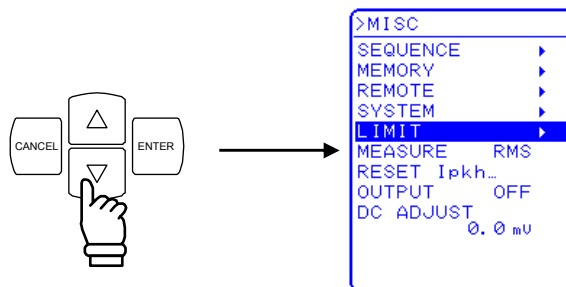 CANCEL
ENTER
>MISC
SEQUENCE
MEMORY
REMOTE
SYSTEM
LIMIT
MEASURE RMS
RESET Ipkh…
OUTPUT OFF
DC ADJUST
0.0 mV